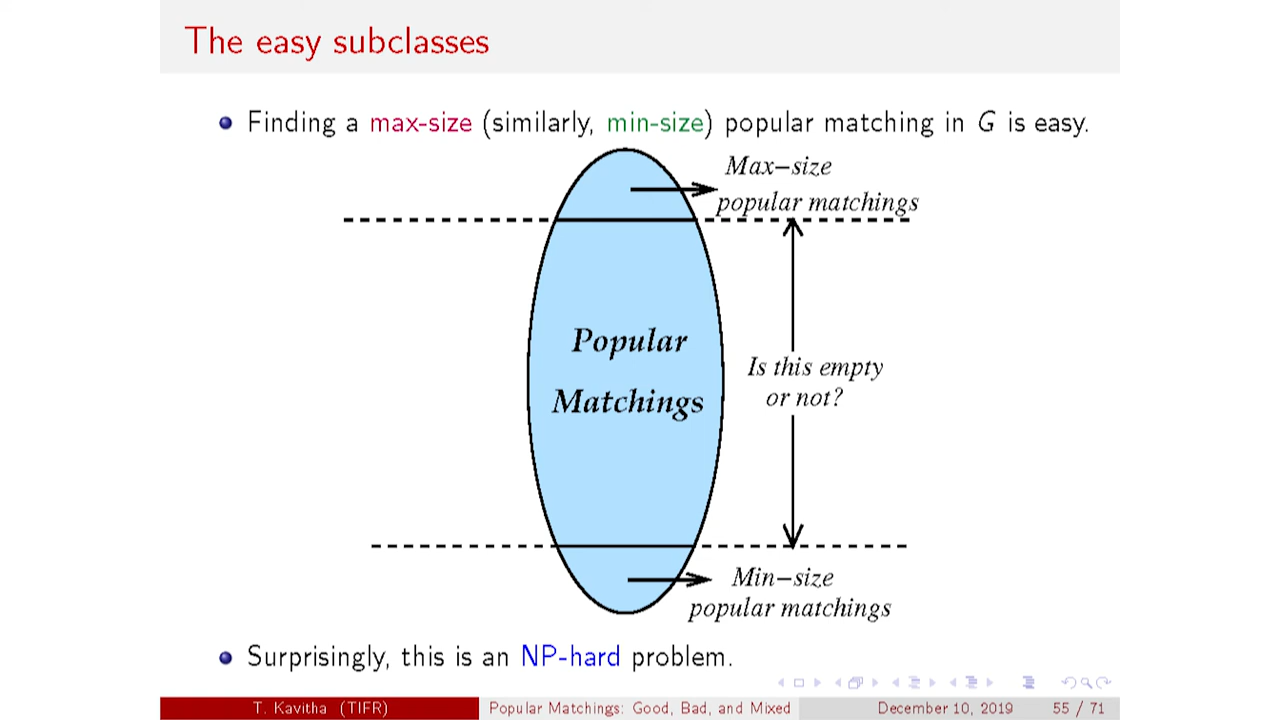 The easy subclasses
Finding a max-size (similarly, min-size) popular matching in G is easy.
Max−size
popular matchings
Popular
Matchings
Is this empty
or not?
Min−size
popular matchings
Surprisingly, this is an NP-hard problem.
T. Kavitha (TIFR) Popular Matchings: Good, Bad, and Mixed December 10, 2019 55 / 71